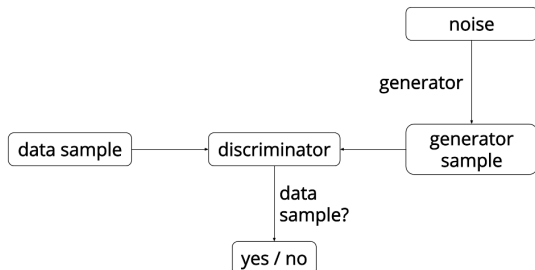 noise
generator
data sample
discriminator
generator
sample
data
sample?
yes / no